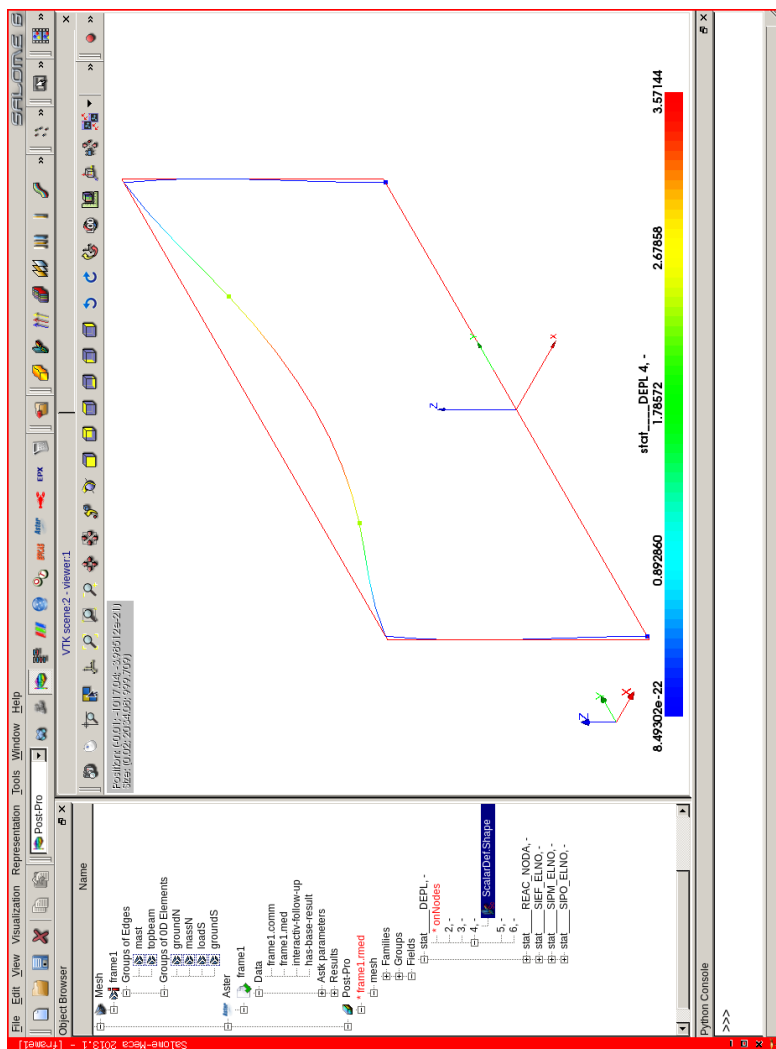 Salome-Meca 2013.1 - [frame1]
File Edit View Visualization Representation Tools Window Help
SALOME 6
Post-Pro
Aster
EPX
Object Browser
Name
Mesh
frame1
Groups of Edges
mast
topbeam
Groups of 0D Elements
groundN
massN
loadS
groundS
Aster
frame1
Data
frame1.comm
frame1.med
interactiv-follow-up
has-base-result
Astk parameters
Results
Post-Pro
* frame1.rmed
mesh
Families
Groups
Fields
stat____DEPL,-
* onNodes
2,-
3,-
4,-
ScalarDef.Shape
5,-
6,-
stat____REAC_NODA,-
stat____SIEF_ELNO,-
stat____SIPM_ELNO,-
stat____SIPO_ELNO,-
VTK scene:2 - viewer:1
Z
Y
X
Z
Y
X
stat____DEPL 4, -
8.49302e-22
0.892860
1.78572
2.67858
3.57144
Python Console
>>>